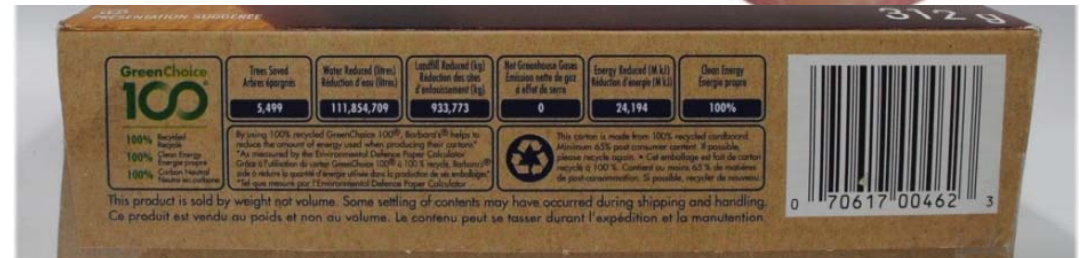 PRÉSENTATION SUGGÉRÉE
312 g
GreenChoice
100
100% Recycled
Recyclé
100% Clean Energy
Énergie propre
100% Carbon Neutral
Neutre en carbone
Trees Saved
Arbres épargnés
5,499
Water Reduced (litres)
Réduction d'eau (litres)
111,854,709
Landfill Reduced (kg)
Réduction des sites
d'enfouissement (kg)
933,773
Net Greenhouse Gases
Émission nette de gaz
à effet de serre
0
Energy Reduced (M kJ)
Réduction d'énergie (M kJ)
24,194
Clean Energy
Énergie propre
100%
By using 100% recycled GreenChoice 100®, Barbara's® helps to
reduce the amount of energy used when producing their cartons*
*As measured by the Environmental Defence Paper Calculator
Grâce à l'utilisation du carton GreenChoice 100® à 100 % recyclé, Barbara's®
aide à réduire la quantité d'énergie utilisée dans la production de ses emballages.*
*Tel que mesuré par l'Environmental Defence Paper Calculator
This carton is made from 100% recycled cardboard.
Minimum 65% post consumer content. If possible,
please recycle again. • Cet emballage est fait de carton
recyclé à 100 %. Contient au moins 65 % de matières
de post-consommation. Si possible, recycler de nouveau.
This product is sold by weight not volume. Some settling of contents may have occurred during shipping and handling.
Ce produit est vendu au poids et non au volume. Le contenu peut se tasser durant l'expédition et la manutention.
0 70617 00462 3